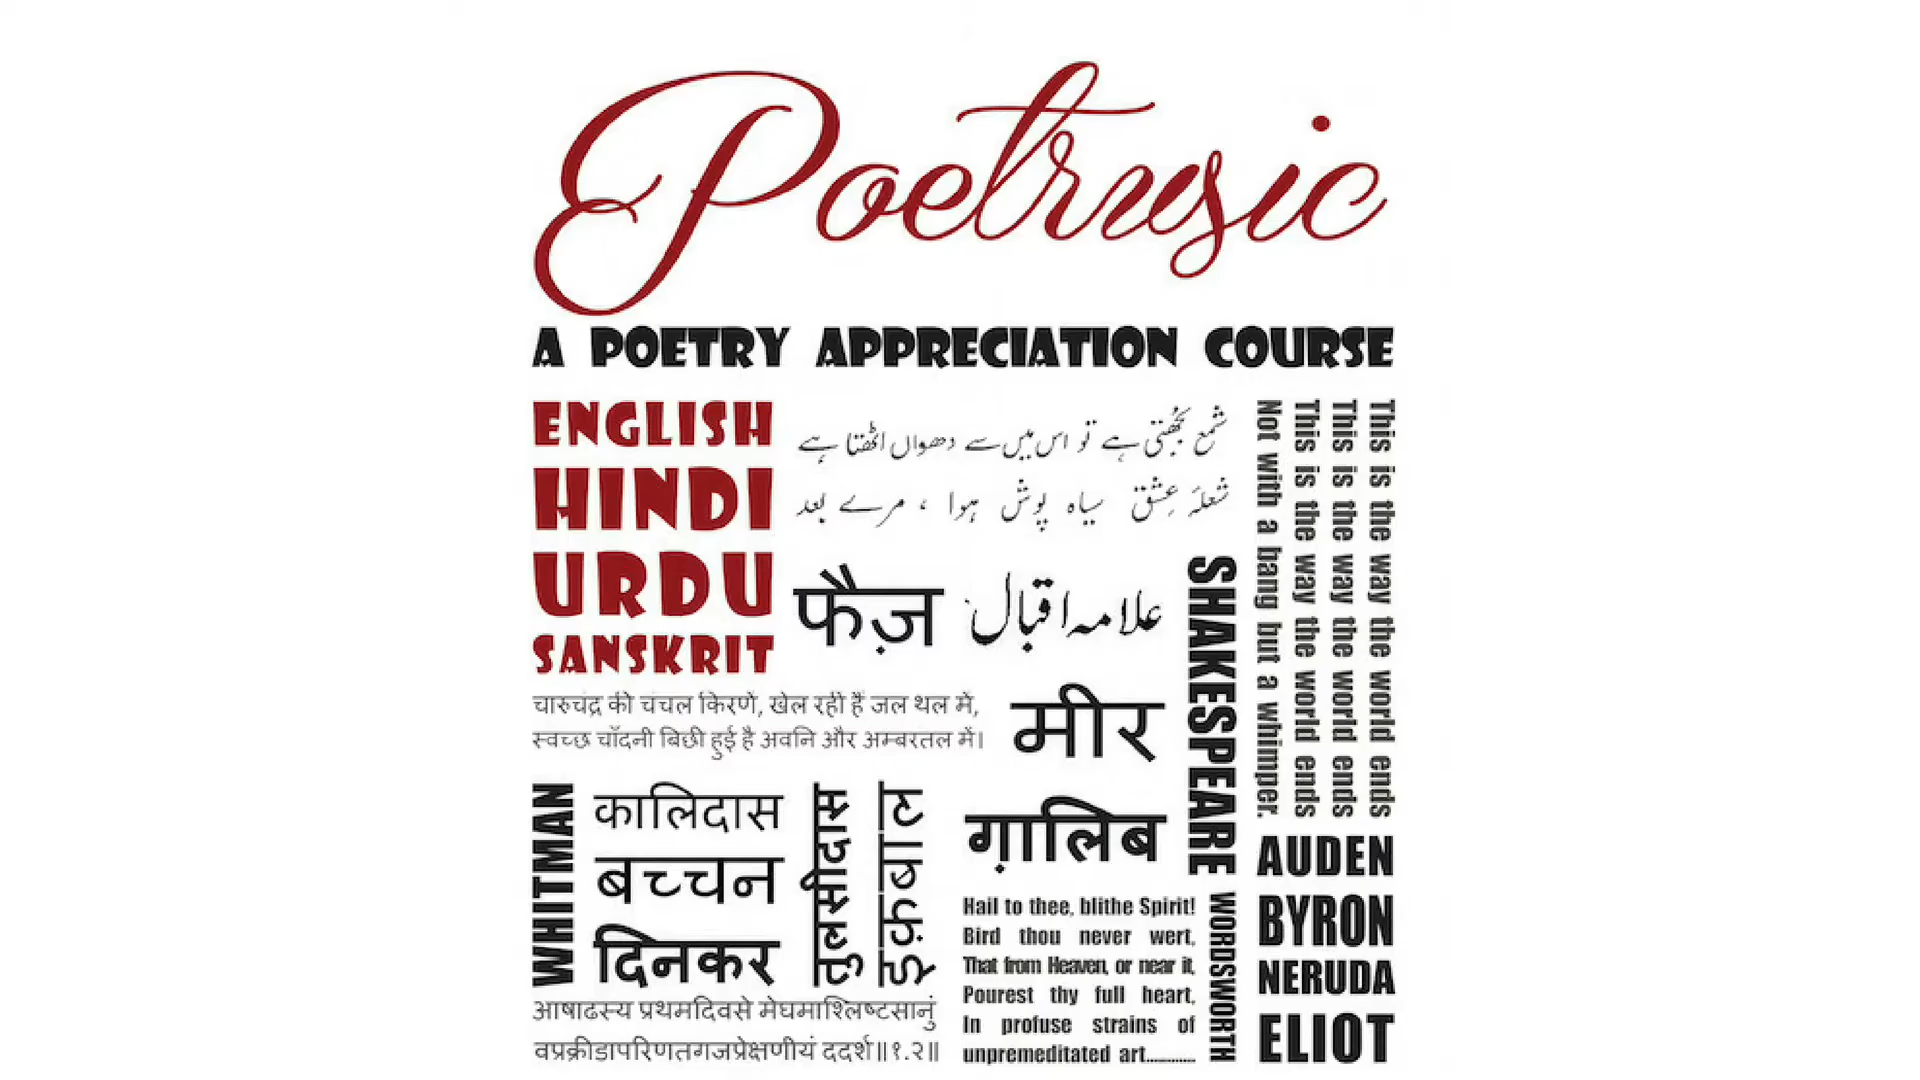 Poetrusic
A POETRY APPRECIATION COURSE
ENGLISH
HINDI
URDU
SANSKRIT
شمع بجھتی ہے تو اس میں سے دھواں اٹھتا ہے
شعلۂ عِشق سیاہ پوش ہوا ، مرے بعد
This is the way the world ends
This is the way the world ends
This is the way the world ends
Not with a bang but a whimper.
फैज़
علامہ اقبال
SHAKESPEARE
चारुचंद्र की चंचल किरणें, खेल रही हैं जल थल में,
स्वच्छ चाँदनी बिछी हुई है अवनि और अम्बरतल में।
मीर
ग़ालिब
WHITMAN
कालिदास
बच्चन
दिनकर
तुलसीदास
इक़बाल
आषाढस्य प्रथमदिवसे मेघमाश्लिष्टसानुं
वप्रक्रीडापरिणतगजप्रेक्षणीयं ददर्श॥१.२॥
Hail to thee, blithe Spirit!
Bird thou never wert,
That from Heaven, or near it,
Pourest thy full heart,
In profuse strains of
unpremeditated art............
WORDSWORTH
AUDEN
BYRON
NERUDA
ELIOT